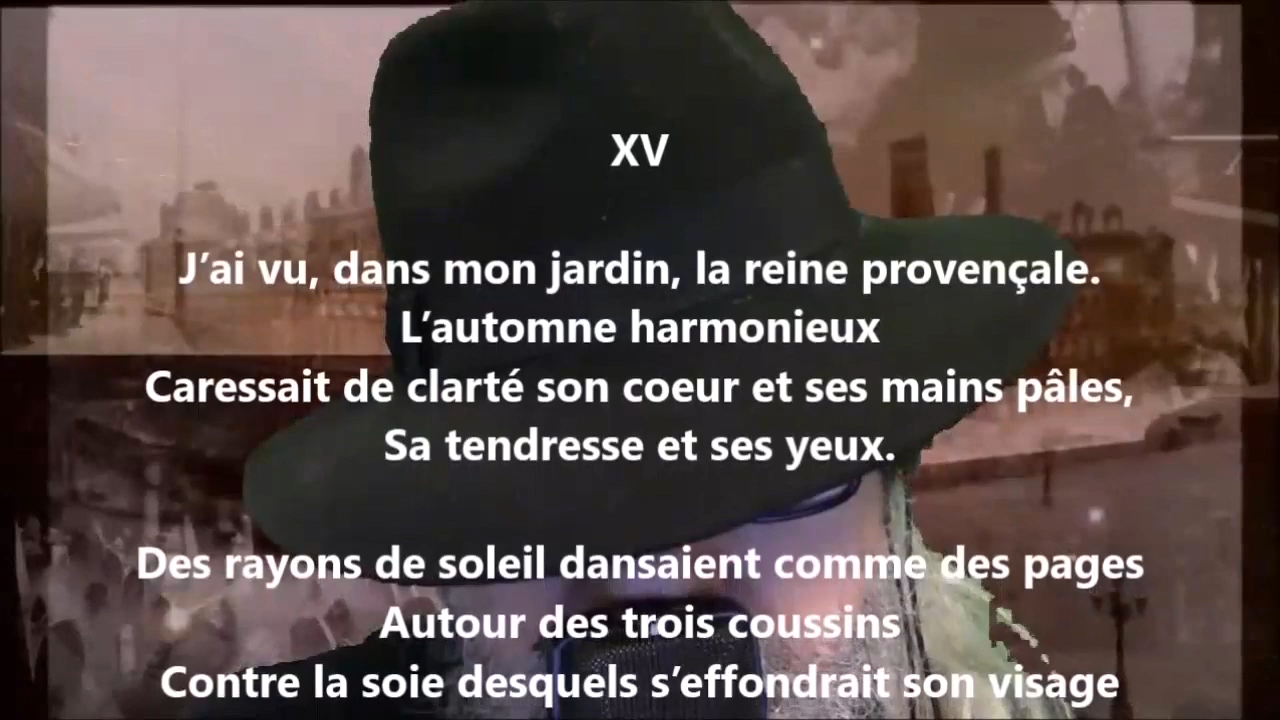 XV
J’ai vu, dans mon jardin, la reine provençale.
L’automne harmonieux
Caressait de clarté son coeur et ses mains pâles,
Sa tendresse et ses yeux.
Des rayons de soleil dansaient comme des pages
Autour des trois coussins
Contre la soie desquels s’effondrait son visage